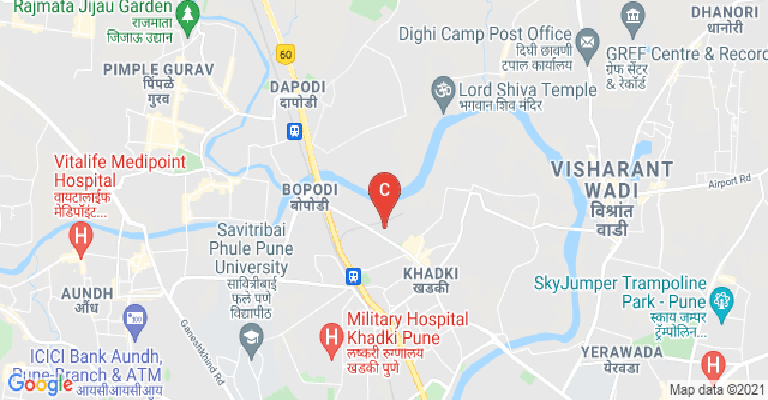 Rajmata Jijau Garden
राजमाता
जिजाऊ उद्यान
PIMPLE GURAV
पिंपळे
गुरव
60
DAPODI
दापोडी
Dighi Camp Post Office
दिघी छावणी
टपाल कार्यालय
DHANORI
धानोरी
GREF Centre & Record
ग्रेफ सेंटर
& रेकॉर्ड
Lord Shiva Temple
भगवान शिव मंदिर
Vitalife Medipoint
Hospital
वायटालाईफ
मेडिपॉइंट...
H
BOPODI
बोपोडी
C
VISHARANT
WADI
विश्रांत
वाडी
Airport Rd
Savitribai
Phule Pune
University
सावित्रीबाई
फुले पुणे
विद्यापीठ
KHADKI
खडकी
AUNDH
औंध
Ganeshkhind Rd
SkyJumper Trampoline
Park - Pune
स्काय जम्पर
ट्रॅम्पोलिन...
Military Hospital
Khadki Pune
लष्करी रुग्णालय
खडकी पुणे
H
YERAWADA
येरवडा
H
ICICI Bank Aundh,
Pune-Branch & ATM
आयसीआयसीआय
Google
Map data ©2021